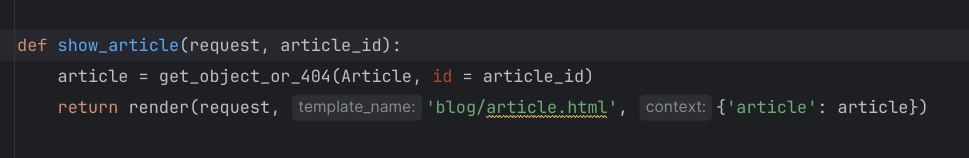 def show_article(request, article_id):
    article = get_object_or_404(Article, id = article_id)
    return render(request, template_name: 'blog/article.html', context: {'article': article})